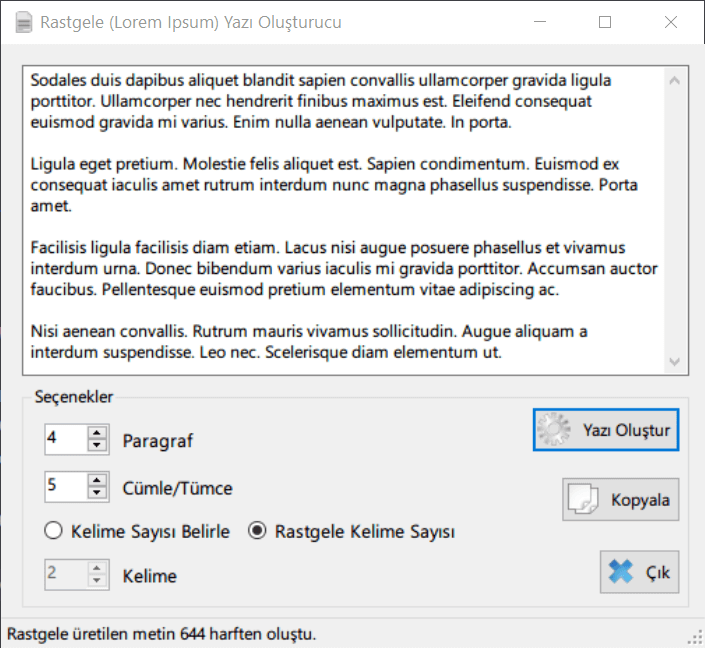 Rastgele (Lorem Ipsum) Yazı Oluşturucu
Sodales duis dapibus aliquet blandit sapien convallis ullamcorper gravida ligula
porttitor. Ullamcorper nec hendrerit finibus maximus est. Eleifend consequat
euismod gravida mi varius. Enim nulla aenean vulputate. In porta.
Ligula eget pretium. Molestie felis aliquet est. Sapien condimentum. Euismod ex
consequat iaculis amet rutrum interdum nunc magna phasellus suspendisse. Porta
amet.
Facilisis ligula facilisis diam etiam. Lacus nisi augue posuere phasellus et vivamus
interdum urna. Donec bibendum varius iaculis mi gravida porttitor. Accumsan auctor
faucibus. Pellentesque euismod pretium elementum vitae adipiscing ac.
Nisi aenean convallis. Rutrum mauris vivamus sollicitudin. Augue aliquam a
interdum suspendisse. Leo nec. Scelerisque diam elementum ut.
Seçenekler
4 Paragraf
Yazı Oluştur
5 Cümle/Tümce
Kopyala
Kelime Sayısı Belirle Rastgele Kelime Sayısı
2 Kelime
Çık
Rastgele üretilen metin 644 harften oluştu.